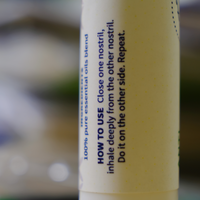 100% pure essential oils blend
HOW TO USE Close one nostril,
inhale deeply from the other nostril.
Do it on the other side. Repeat.